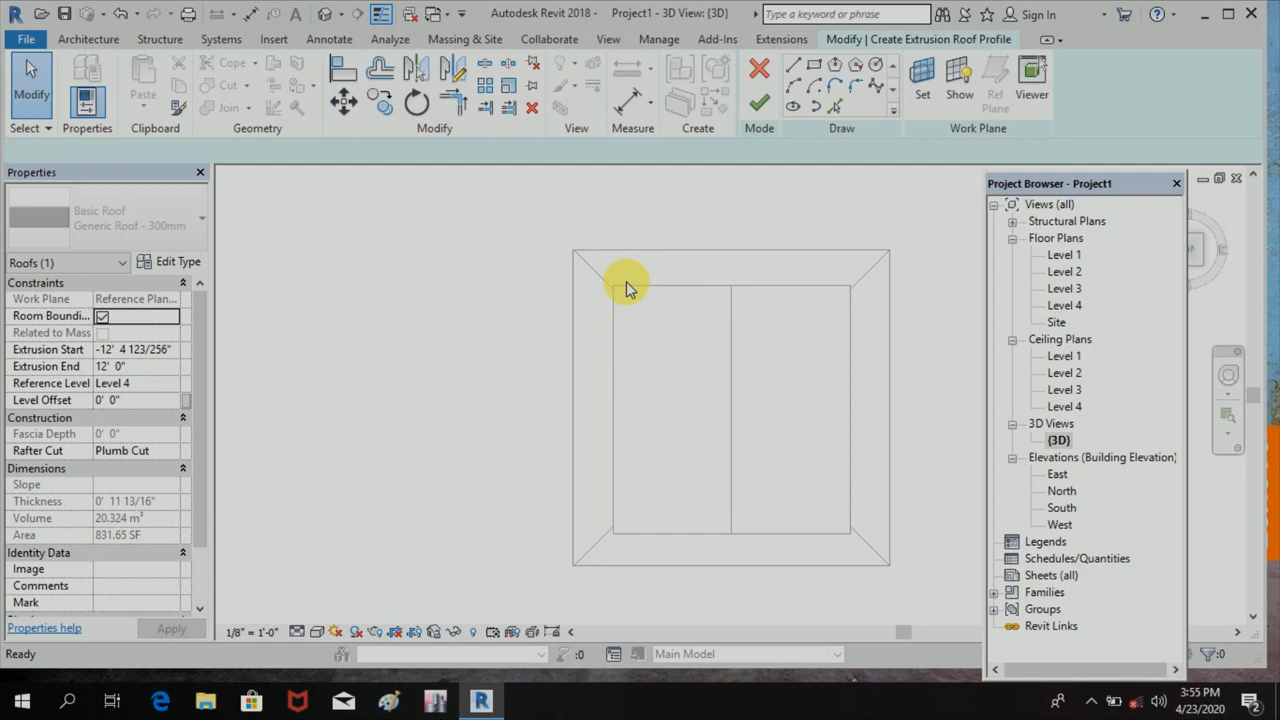 Autodesk Revit 2018 - Project1 - 3D View: {3D}
Type a keyword or phrase
Sign In
File Architecture Structure Systems Insert Annotate Analyze Massing & Site Collaborate View Manage Add-Ins Extensions Modify | Create Extrusion Roof Profile
Modify
Select
Properties
Paste
Clipboard
Cope
Cut
Join
Geometry
Modify
View
Measure
Create
Mode
Draw
Set Show Ref Plane Viewer
Work Plane
Properties
Basic Roof
Generic Roof - 300mm
Roofs (1)
Edit Type
Constraints
Work Plane Reference Plan...
Room Boundi...
Related to Mass
Extrusion Start -12' 4 123/256"
Extrusion End 12' 0"
Reference Level Level 4
Level Offset 0' 0"
Construction
Fascia Depth 0' 0"
Rafter Cut Plumb Cut
Dimensions
Slope
Thickness 0' 11 13/16"
Volume 20.324 m³
Area 831.65 SF
Identity Data
Image
Comments
Mark
Properties help
Apply
Project Browser - Project1
Views (all)
Structural Plans
Floor Plans
Level 1
Level 2
Level 3
Level 4
Site
Ceiling Plans
Level 1
Level 2
Level 3
Level 4
3D Views
{3D}
Elevations (Building Elevation)
East
North
South
West
Legends
Schedules/Quantities
Sheets (all)
Families
Groups
Revit Links
1/8" = 1'-0"
Ready
:0
Main Model
:0
3:55 PM
4/23/2020